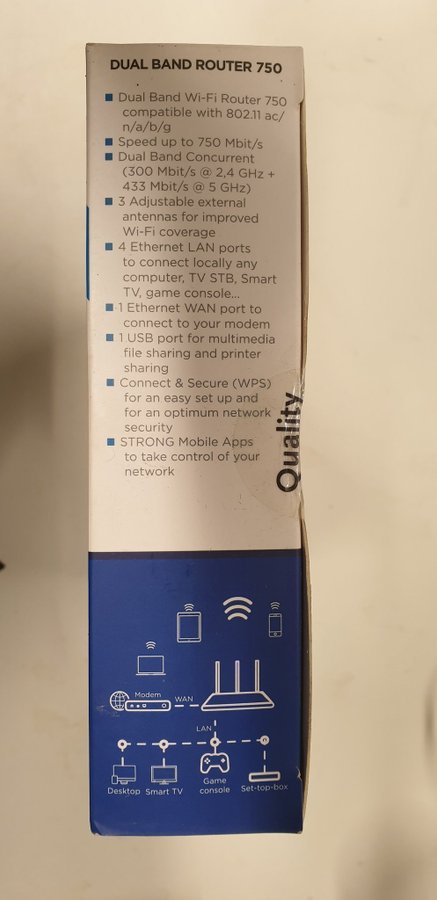 DUAL BAND ROUTER 750
Dual Band Wi-Fi Router 750
compatible with 802.11 ac/
n/a/b/g
Speed up to 750 Mbit/s
Dual Band Concurrent
(300 Mbit/s @ 2,4 GHz +
433 Mbit/s @ 5 GHz)
3 Adjustable external
antennas for improved
Wi-Fi coverage
4 Ethernet LAN ports
to connect locally any
computer, TV STB, Smart
TV, game console...
1 Ethernet WAN port to
connect to your modem
1 USB port for multimedia
file sharing and printer
sharing
Connect & Secure (WPS)
for an easy set up and
for an optimum network
security
STRONG Mobile Apps
to take control of your
network
Quality
Modem
WAN
LAN
Desktop
Smart TV
Game
console
Set-top-box